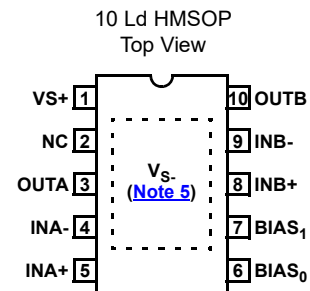 10 Ld HMSOP
Top View
VS+ 1
10 OUTB
NC 2
9 INB-
OUTA 3
8 INB+
INA- 4
7 BIAS₁
INA+ 5
6 BIAS₀
V_S-
(Note 5)